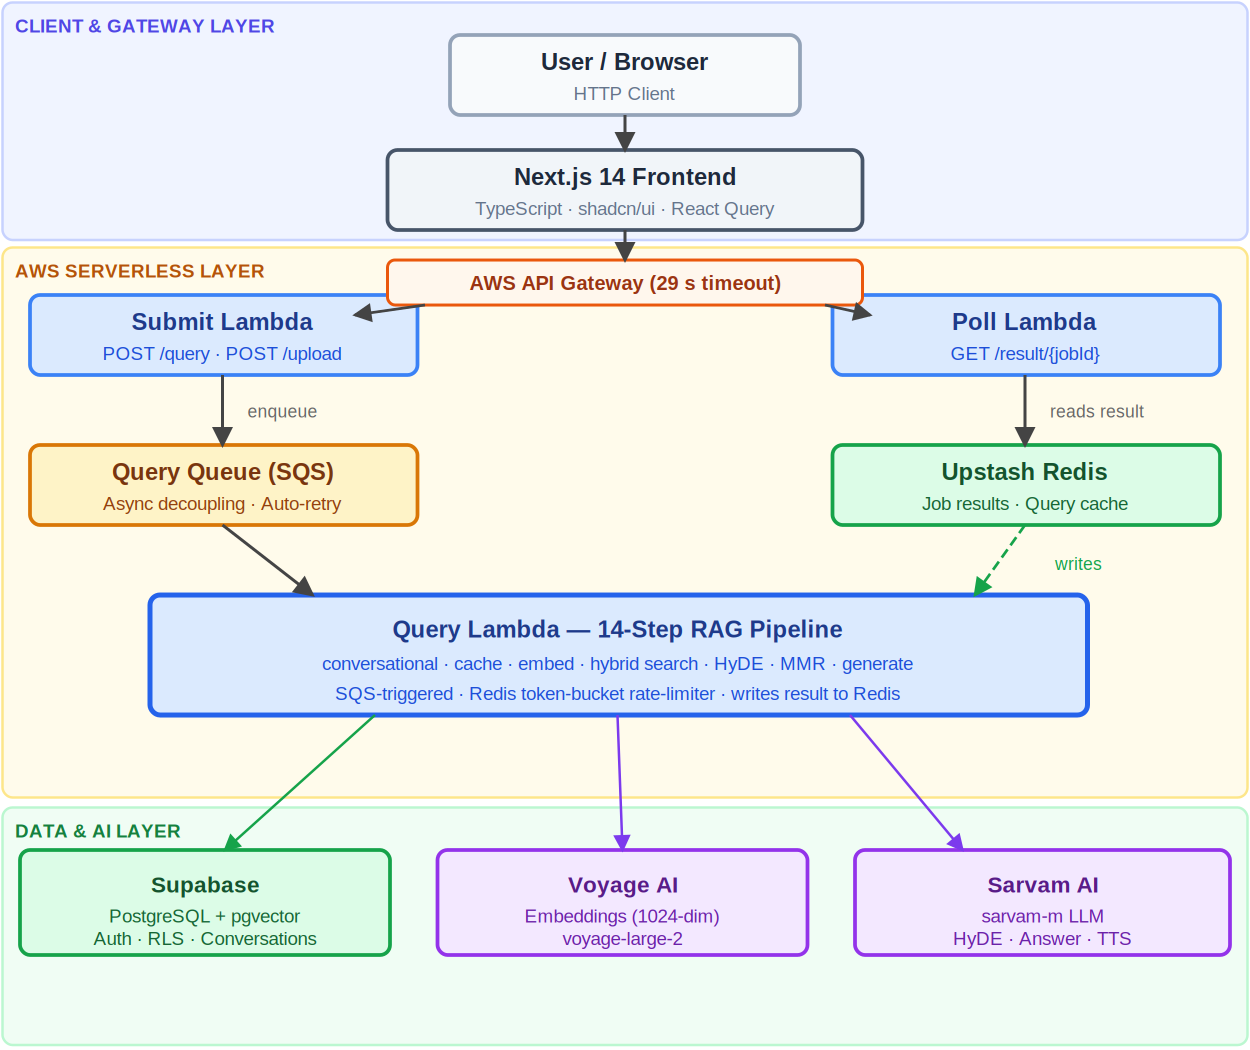 CLIENT & GATEWAY LAYER
User / Browser
HTTP Client
Next.js 14 Frontend
TypeScript · shadcn/ui · React Query
AWS SERVERLESS LAYER
AWS API Gateway (29 s timeout)
Submit Lambda
POST /query · POST /upload
Poll Lambda
GET /result/{jobId}
enqueue
reads result
Query Queue (SQS)
Async decoupling · Auto-retry
Upstash Redis
Job results · Query cache
writes
Query Lambda — 14-Step RAG Pipeline
conversational · cache · embed · hybrid search · HyDE · MMR · generate
SQS-triggered · Redis token-bucket rate-limiter · writes result to Redis
DATA & AI LAYER
Supabase
PostgreSQL + pgvector
Auth · RLS · Conversations
Voyage AI
Embeddings (1024-dim)
voyage-large-2
Sarvam AI
sarvam-m LLM
HyDE · Answer · TTS